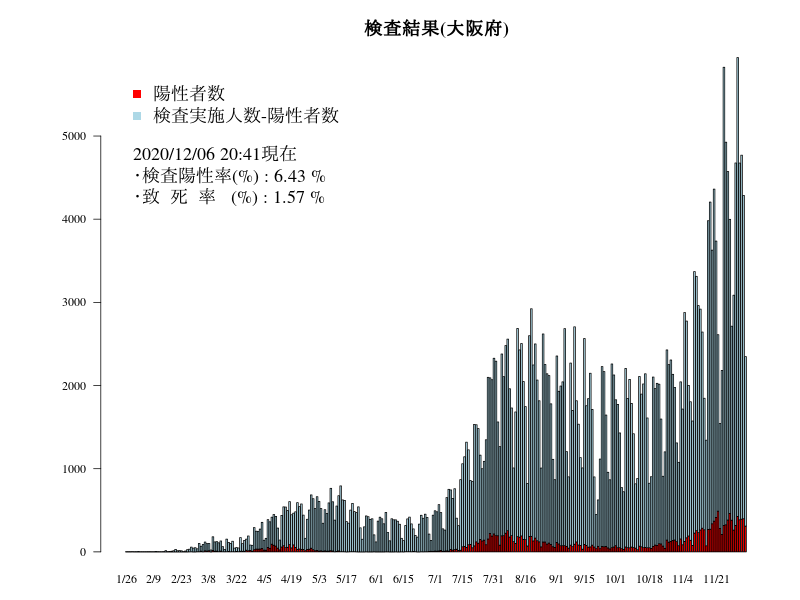 検査結果(大阪府)
陽性者数
検査実施人数-陽性者数
2020/12/06 20:41現在
・検査陽性率(%) : 6.43 %
・致 死 率 (%) : 1.57 %
5000
4000
3000
2000
1000
0
1/26 2/9 2/23 3/8 3/22 4/5 4/19 5/3 5/17 6/1 6/15 7/1 7/15 7/31 8/16 9/1 9/15 10/1 10/18 11/4 11/21